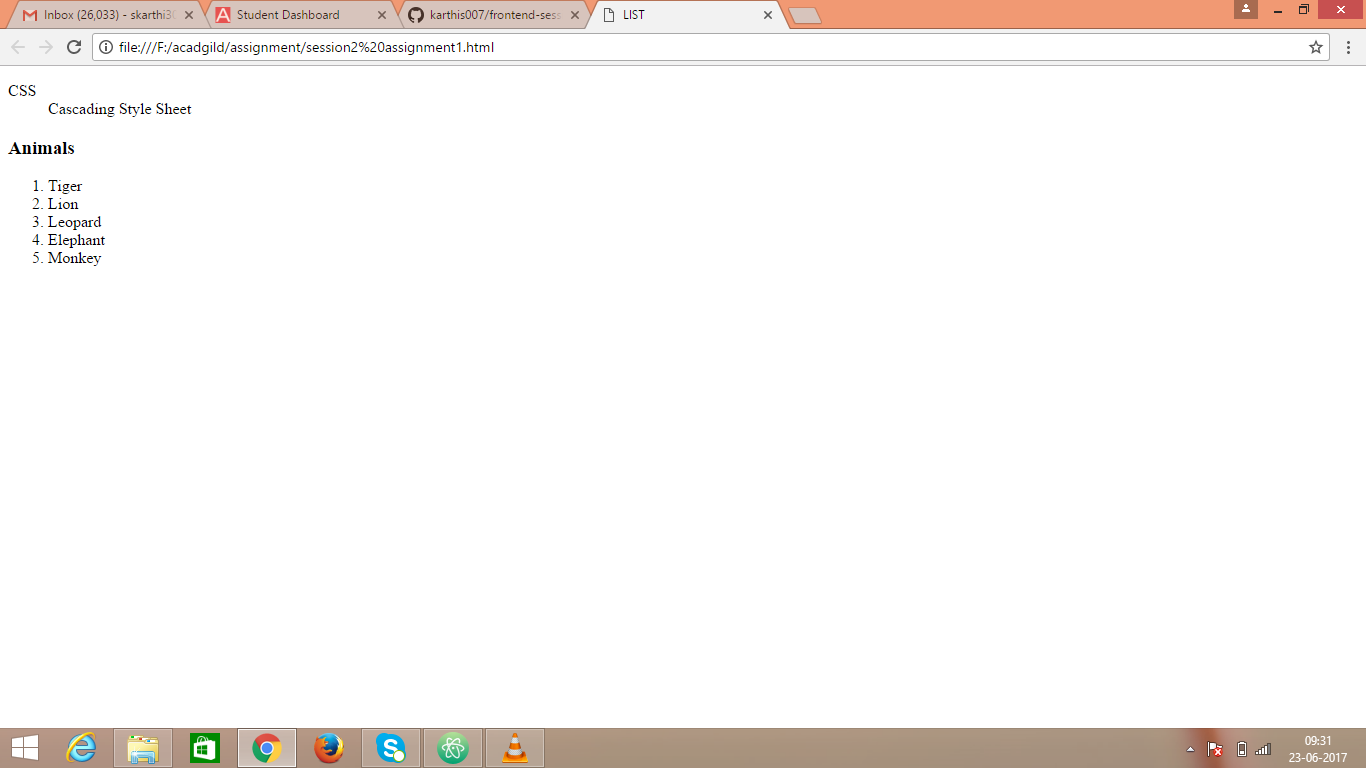 Inbox (26,033) - skarthi30
Student Dashboard
karthis007/frontend-sess
LIST
file:///F:/acadgild/assignment/session2%20assignment1.html
CSS
Cascading Style Sheet
Animals
1. Tiger
2. Lion
3. Leopard
4. Elephant
5. Monkey
09:31
23-06-2017